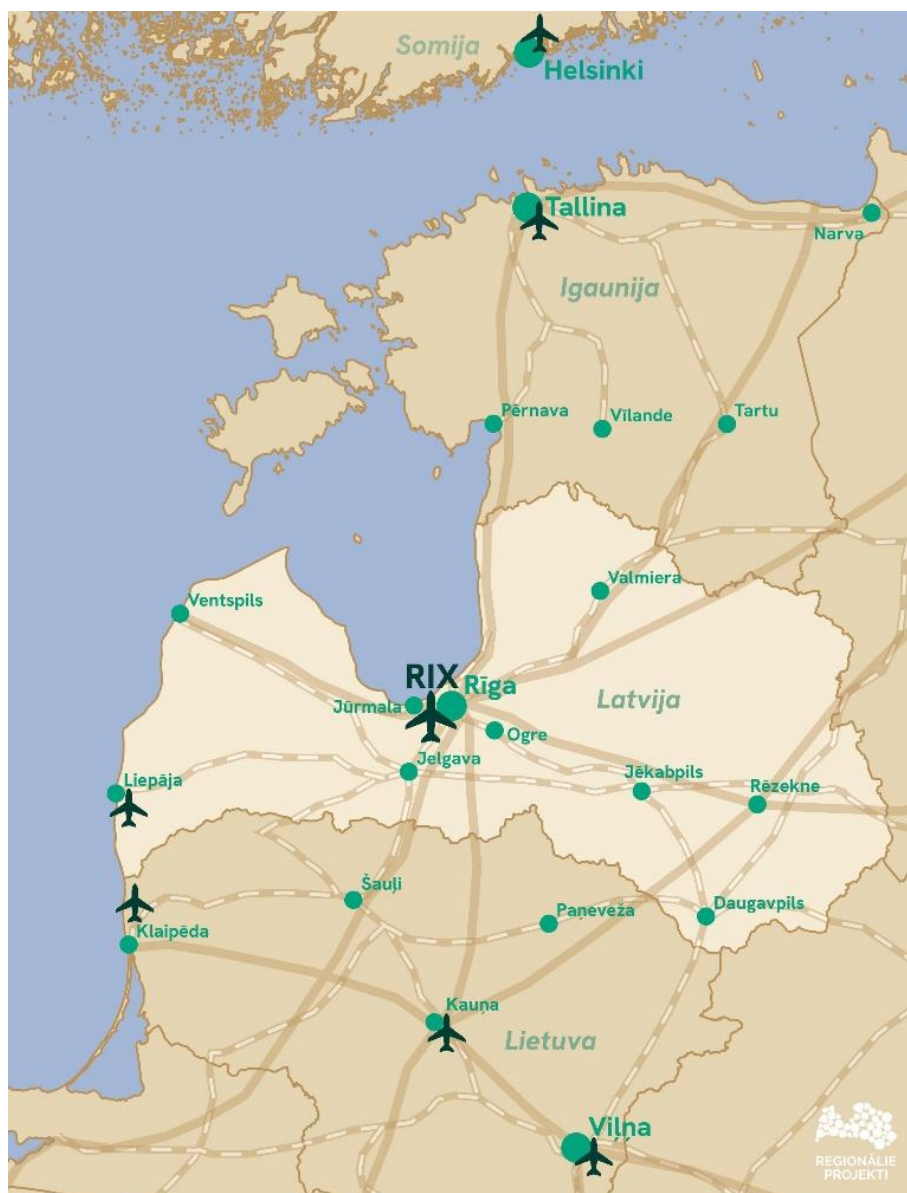 Somija
Helsinki
Tallina
Narva
Igaunija
Pērnava
Vīlande
Tartu
Valmiera
Ventspils
RIX
Rīga
Latvija
Jūrmala
Ogre
Jelgava
Jēkabpils
Rēzekne
Liepāja
Šauļi
Paņeveža
Daugavpils
Klaipēda
Kauņa
Lietuva
Viļņa
REGIONĀLIE
PROJEKTI